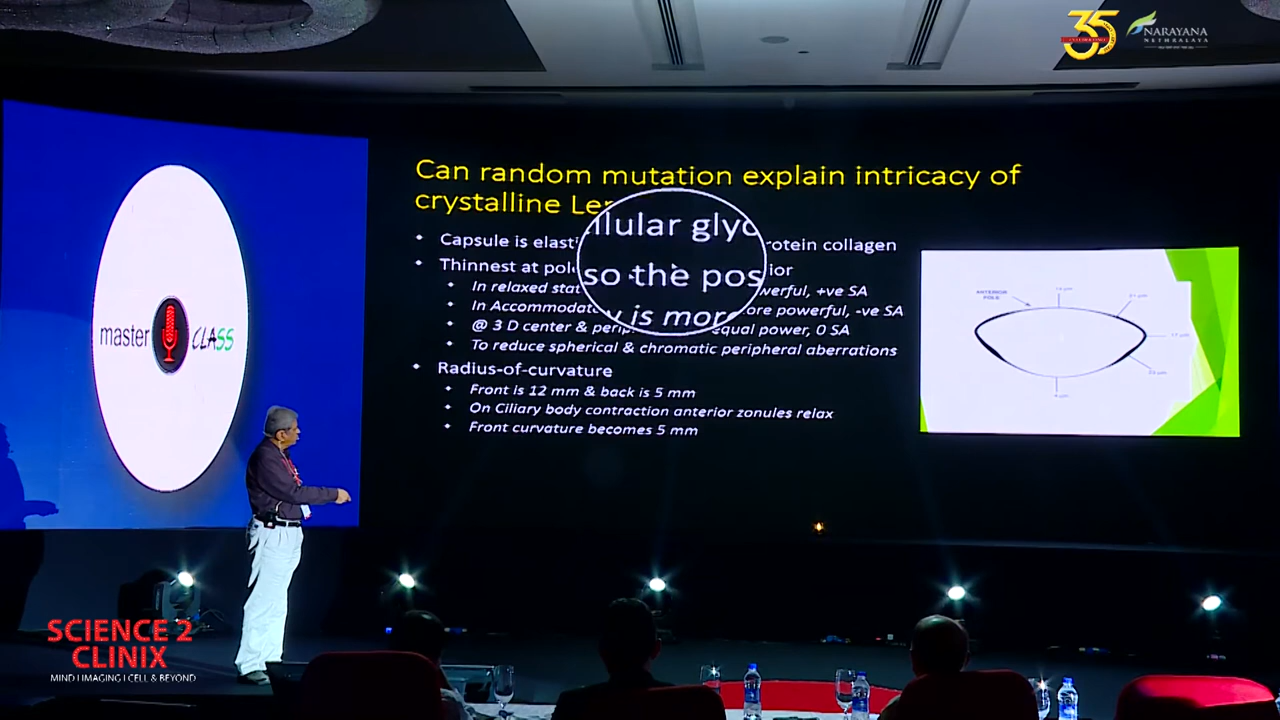 35
NARAYANA
NETHRALAYA
Can random mutation explain intricacy of
crystalline Le
llular glyc
so the pos
y is more
Capsule is elasti rotein collagen
Thinnest at pol rior
In relaxed stat werful, +ve SA
In Accommodat ore powerful, -ve SA
@ 3 D center & perip equal power, 0 SA
To reduce spherical & chromatic peripheral aberrations
Radius-of-curvature
Front is 12 mm & back is 5 mm
On Ciliary body contraction anterior zonules relax
Front curvature becomes 5 mm
ANTERIOR
POLE
master CLASS
SCIENCE 2
CLINIX
MIND I IMAGING I CELL & BEYOND